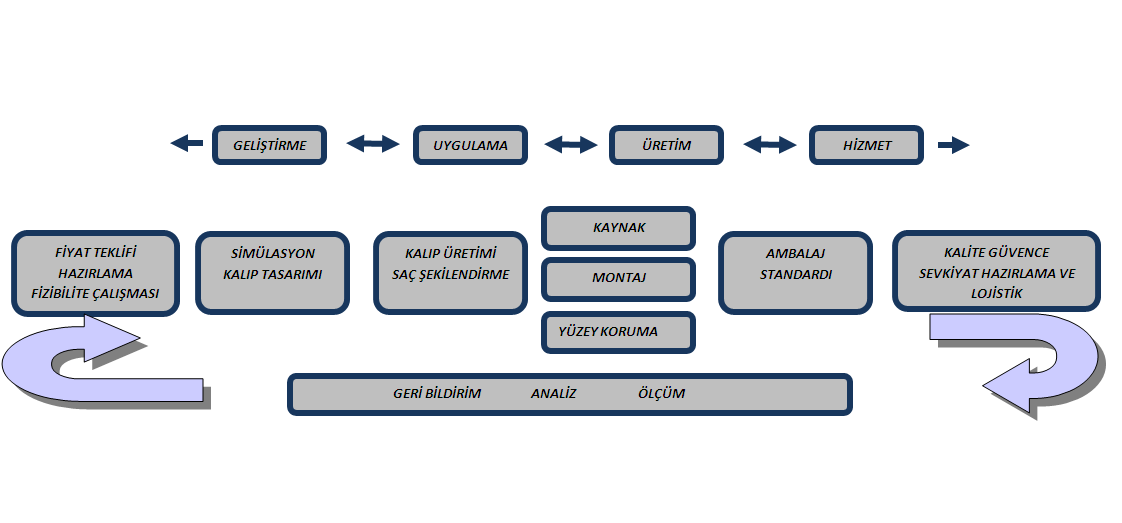 GELİŞTİRME
UYGULAMA
ÜRETİM
HİZMET
FİYAT TEKLİFİ
HAZIRLAMA
FİZİBİLİTE ÇALIŞMASI
SİMÜLASYON
KALIP TASARIMI
KALIP ÜRETİMİ
SAÇ ŞEKİLENDİRME
KAYNAK
MONTAJ
YÜZEY KORUMA
AMBALAJ
STANDARDI
KALİTE GÜVENCE
SEVKİYAT HAZIRLAMA VE
LOJİSTİK
GERİ BİLDİRİM ANALİZ ÖLÇÜM